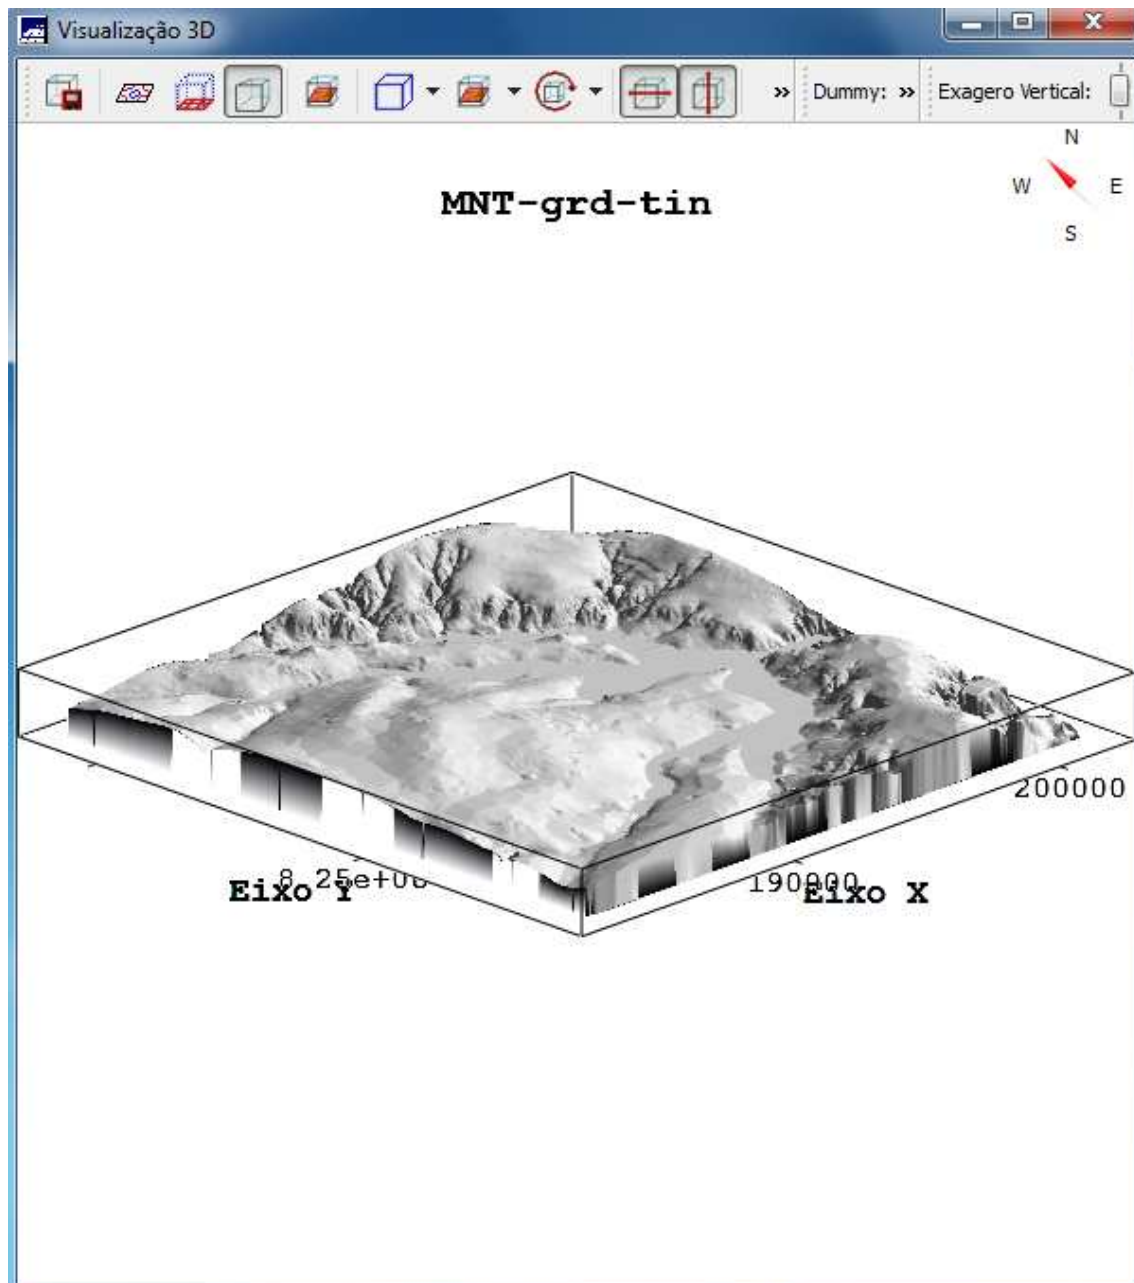 Visualização 3D
» Dummy: » Exagero Vertical:
N
W E
S
MNT-grd-tin
200000
190000
Eixo Y Eixo X